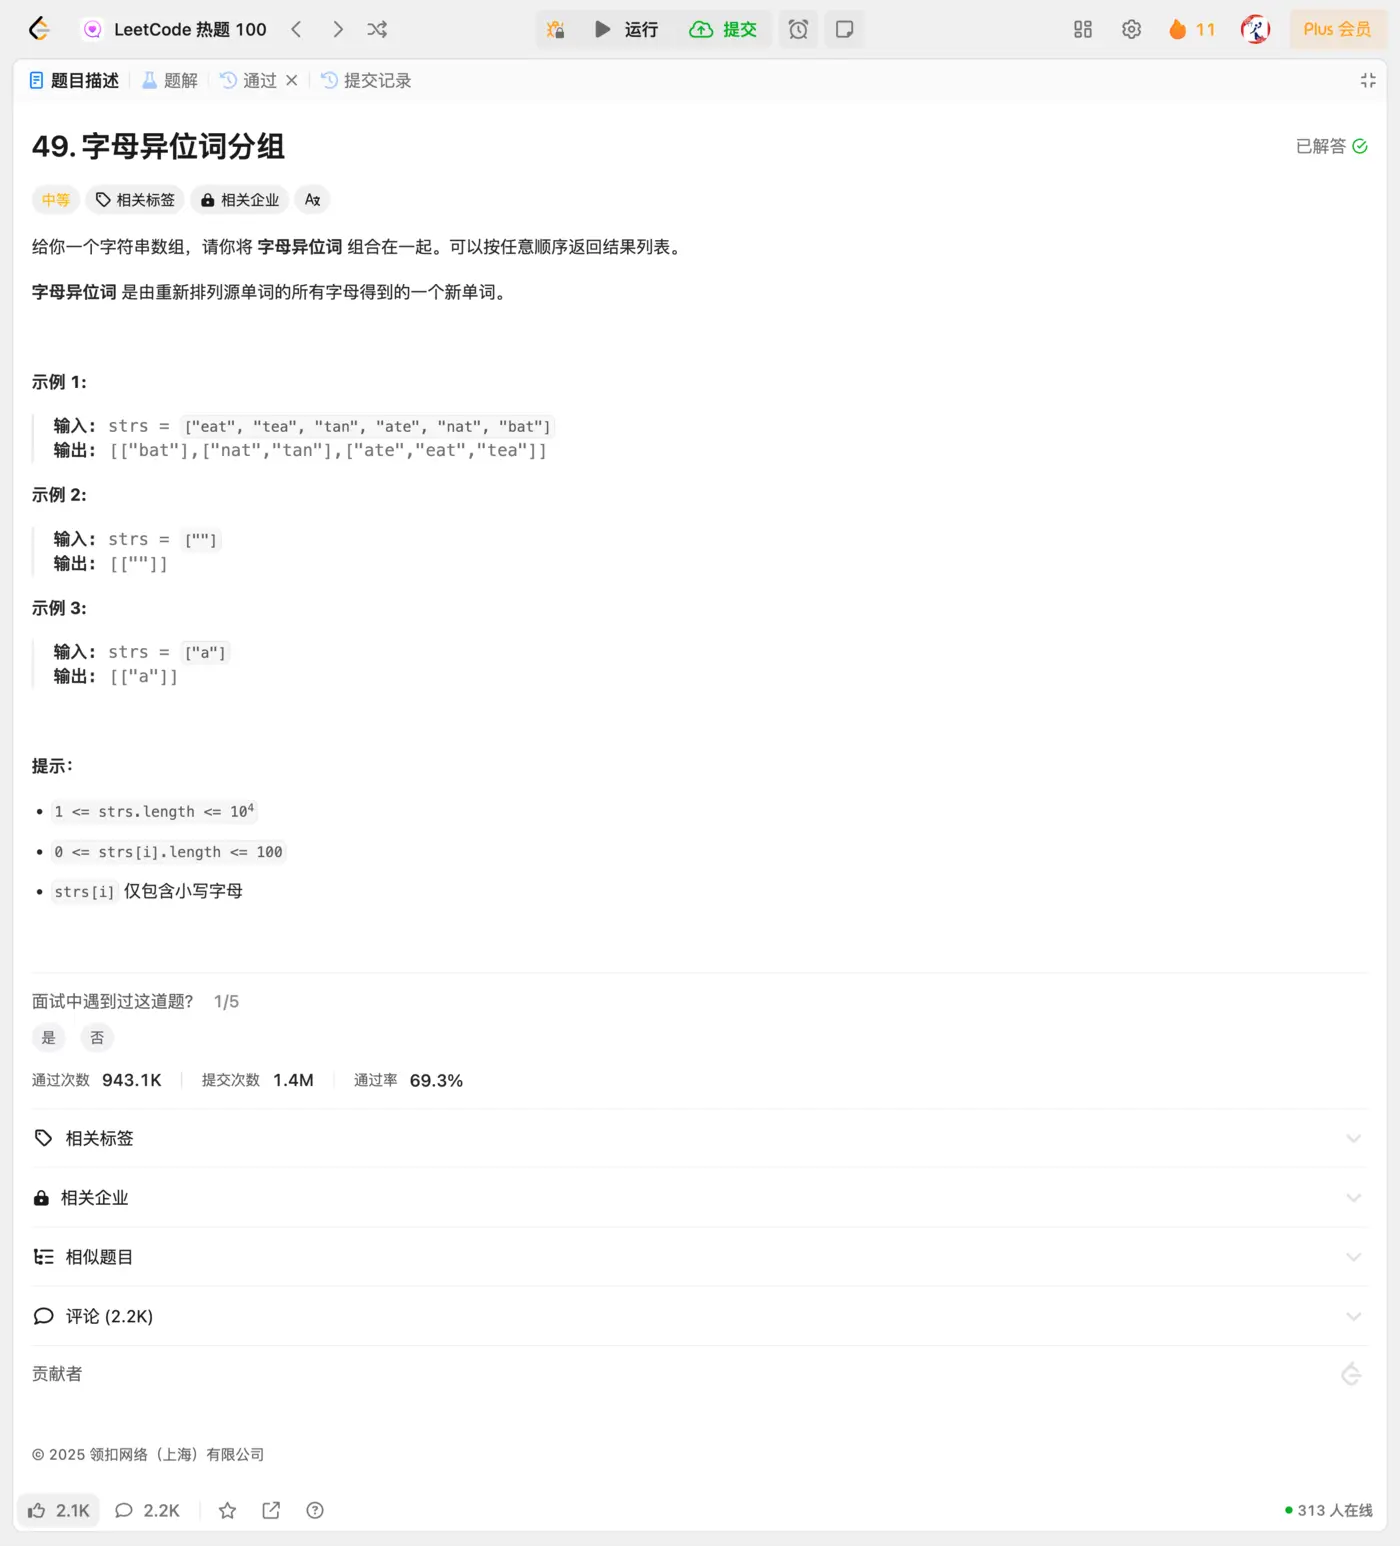 LeetCode 热题 100
运行
提交
11
Plus 会员
题目描述
题解
通过
提交记录
49. 字母异位词分组
已解答
中等
相关标签
相关企业
给你一个字符串数组，请你将 字母异位词 组合在一起。可以按任意顺序返回结果列表。
字母异位词 是由重新排列源单词的所有字母得到的一个新单词。
示例 1:
输入: strs = ["eat", "tea", "tan", "ate", "nat", "bat"]
输出: [["bat"],["nat","tan"],["ate","eat","tea"]]
示例 2:
输入: strs = [""]
输出: [[""]]
示例 3:
输入: strs = ["a"]
输出: [["a"]]
提示：
1 <= strs.length <= 10⁴
0 <= strs[i].length <= 100
strs[i] 仅包含小写字母
面试中遇到过这道题?
1/5
是
否
通过次数 943.1K
提交次数 1.4M
通过率 69.3%
相关标签
相关企业
相似题目
评论 (2.2K)
贡献者
© 2025 领扣网络（上海）有限公司
2.1K
2.2K
313 人在线